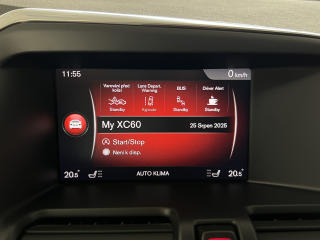 11:55
0 km/h
Varování před kolizí
Lane Depart. Warning
BLIS
Driver Alert
Standby
Standby
Standby
My XC60
25 Srpen 2025
Start/Stop
Není k disp.
20.5°
AUTO KLIMA
20.5°